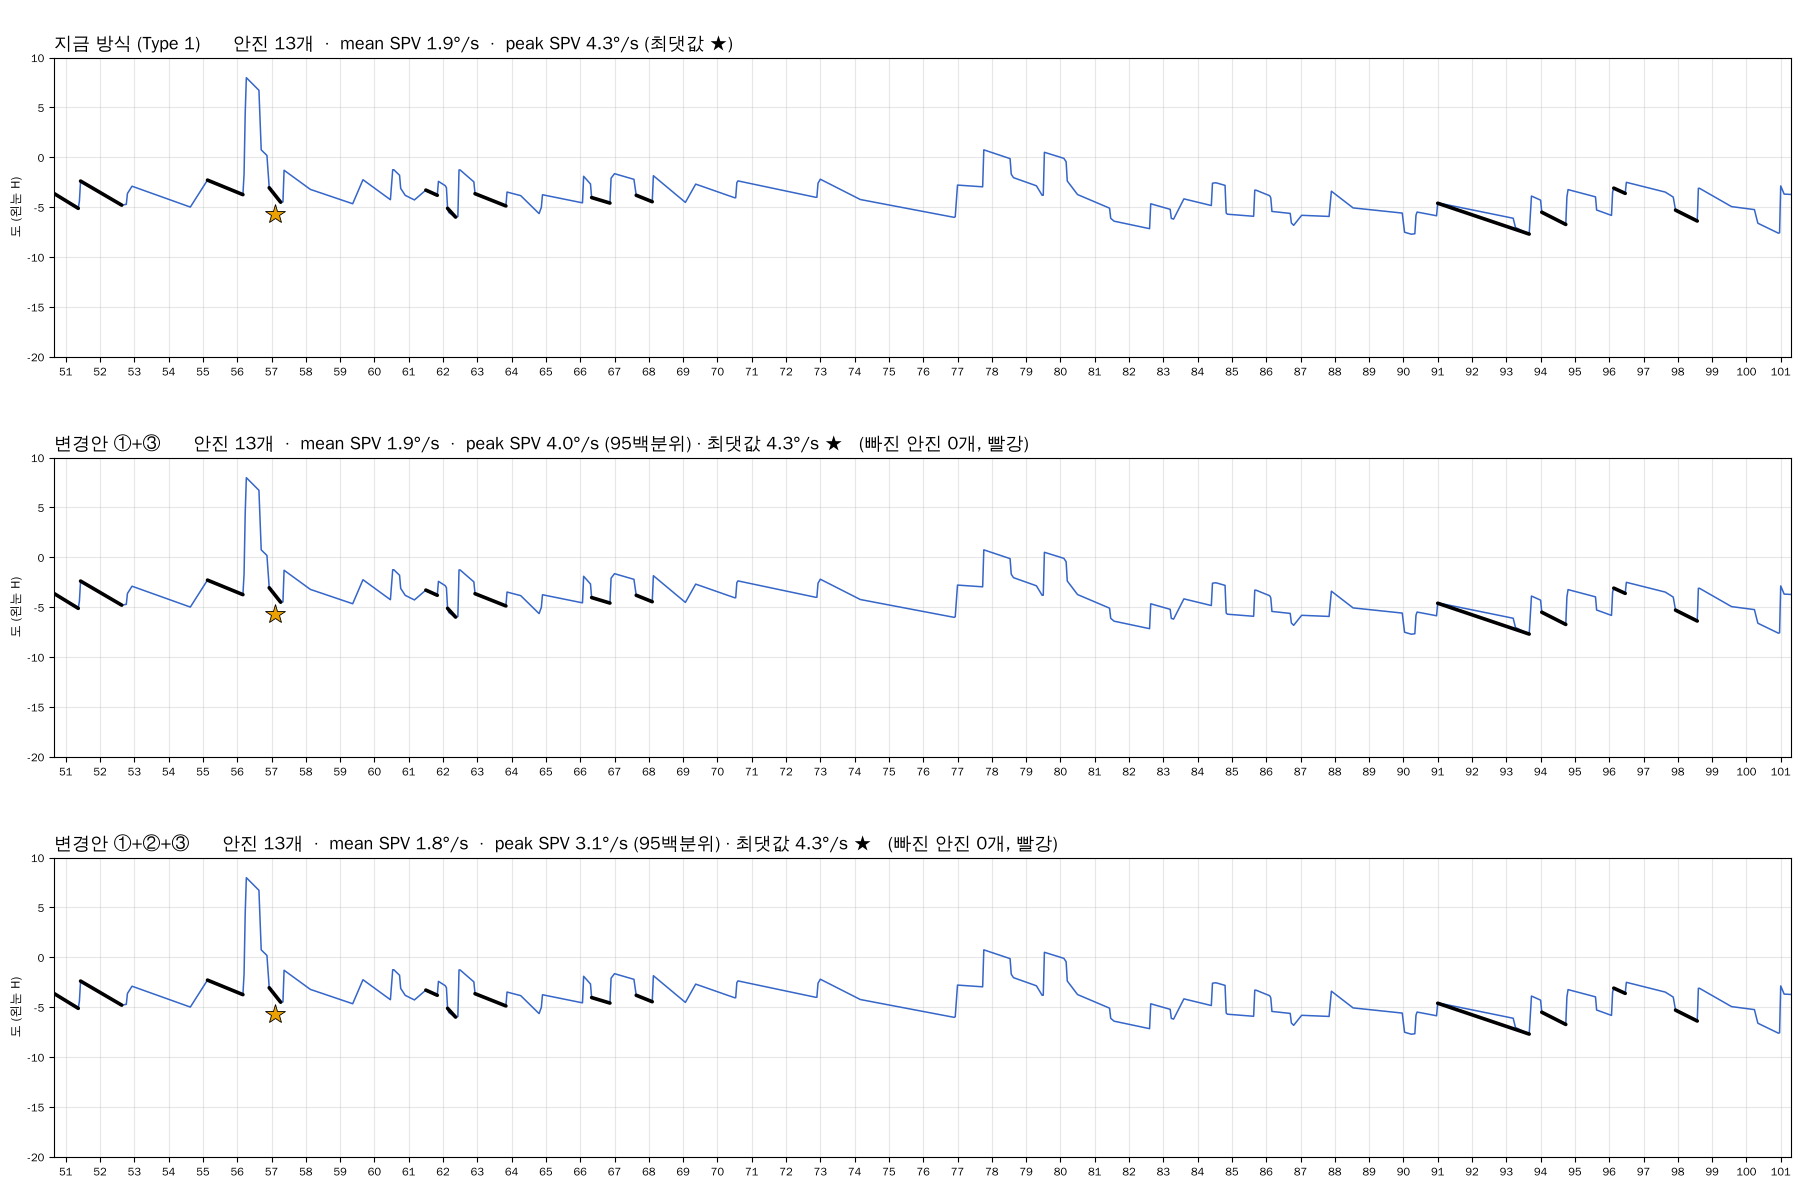 지금 방식 (Type 1) 안진 13개 · mean SPV 1.9°/s · peak SPV 4.3°/s (최댓값 ★)
10
5
0
-5
-10
-15
-20
도 (왼눈 H)
51 52 53 54 55 56 57 58 59 60 61 62 63 64 65 66 67 68 69 70 71 72 73 74 75 76 77 78 79 80 81 82 83 84 85 86 87 88 89 90 91 92 93 94 95 96 97 98 99 100 101
변경안 ①+③ 안진 13개 · mean SPV 1.9°/s · peak SPV 4.0°/s (95백분위) · 최댓값 4.3°/s ★ (빠진 안진 0개, 빨강)
10
5
0
-5
-10
-15
-20
도 (왼눈 H)
51 52 53 54 55 56 57 58 59 60 61 62 63 64 65 66 67 68 69 70 71 72 73 74 75 76 77 78 79 80 81 82 83 84 85 86 87 88 89 90 91 92 93 94 95 96 97 98 99 100 101
변경안 ①+②+③ 안진 13개 · mean SPV 1.8°/s · peak SPV 3.1°/s (95백분위) · 최댓값 4.3°/s ★ (빠진 안진 0개, 빨강)
10
5
0
-5
-10
-15
-20
도 (왼눈 H)
51 52 53 54 55 56 57 58 59 60 61 62 63 64 65 66 67 68 69 70 71 72 73 74 75 76 77 78 79 80 81 82 83 84 85 86 87 88 89 90 91 92 93 94 95 96 97 98 99 100 101